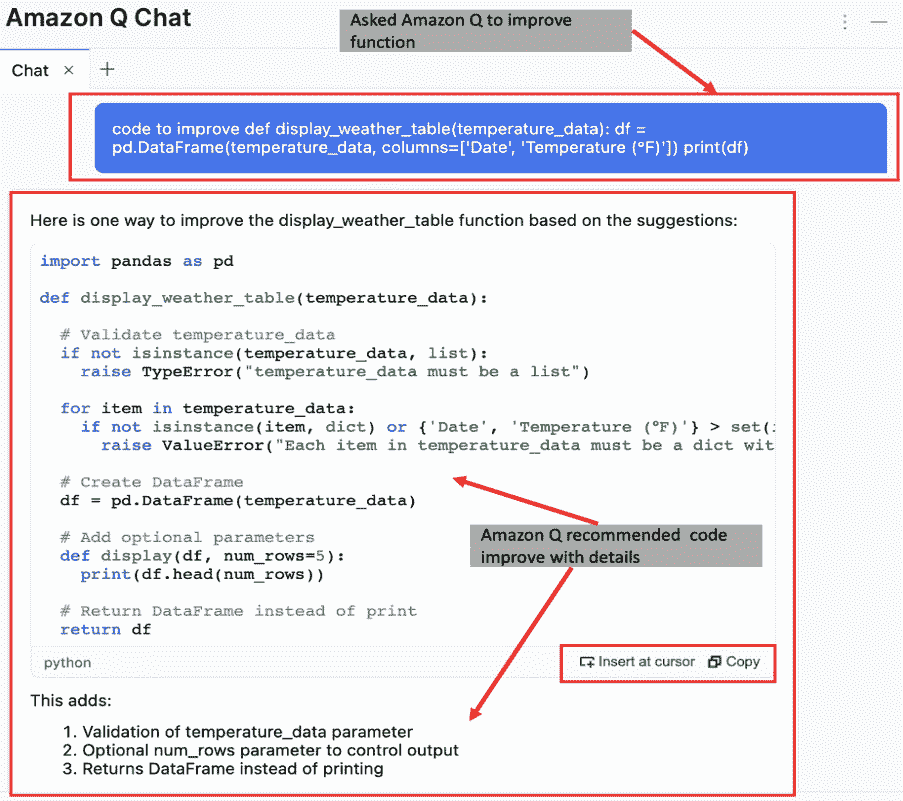 Amazon Q Chat
Asked Amazon Q to improve
function
Chat × +
code to improve def display_weather_table(temperature_data): df =
pd.DataFrame(temperature_data, columns=['Date', 'Temperature (°F)']) print(df)
Here is one way to improve the display_weather_table function based on the suggestions:
import pandas as pd
def display_weather_table(temperature_data):
# Validate temperature_data
if not isinstance(temperature_data, list):
raise TypeError("temperature_data must be a list")
for item in temperature_data:
if not isinstance(item, dict) or {'Date', 'Temperature (°F)'} > set(
raise ValueError("Each item in temperature_data must be a dict wit
# Create DataFrame
df = pd.DataFrame(temperature_data)
# Add optional parameters
def display(df, num_rows=5):
print(df.head(num_rows))
# Return DataFrame instead of print
return df
Amazon Q recommended code
improve with details
python
Insert at cursor Copy
This adds:
1. Validation of temperature_data parameter
2. Optional num_rows parameter to control output
3. Returns DataFrame instead of printing